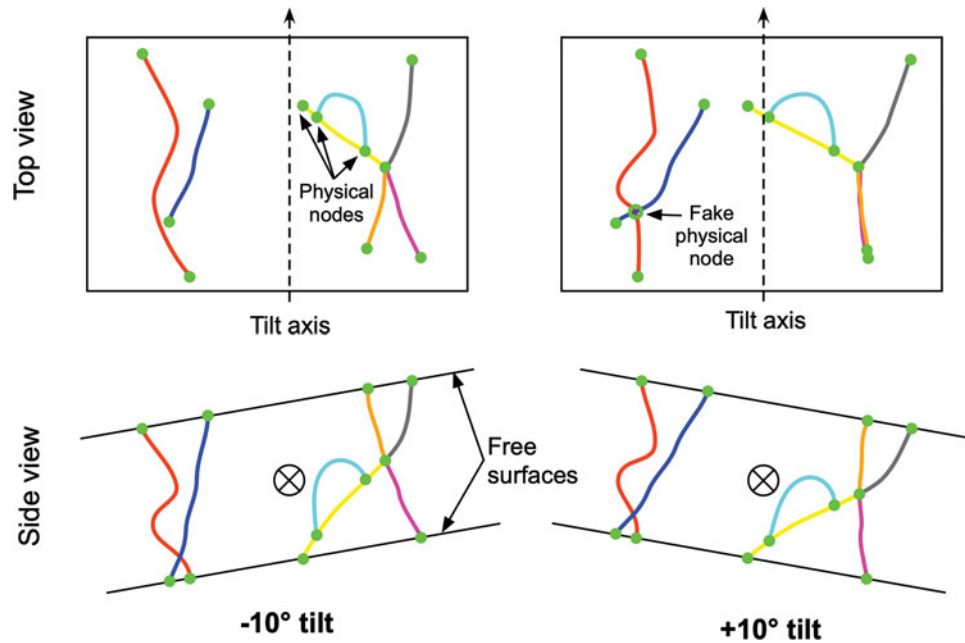 Top view
Physical
nodes
Fake
physical
node
Tilt axis
Tilt axis
Side view
Free
surfaces
-10° tilt
+10° tilt